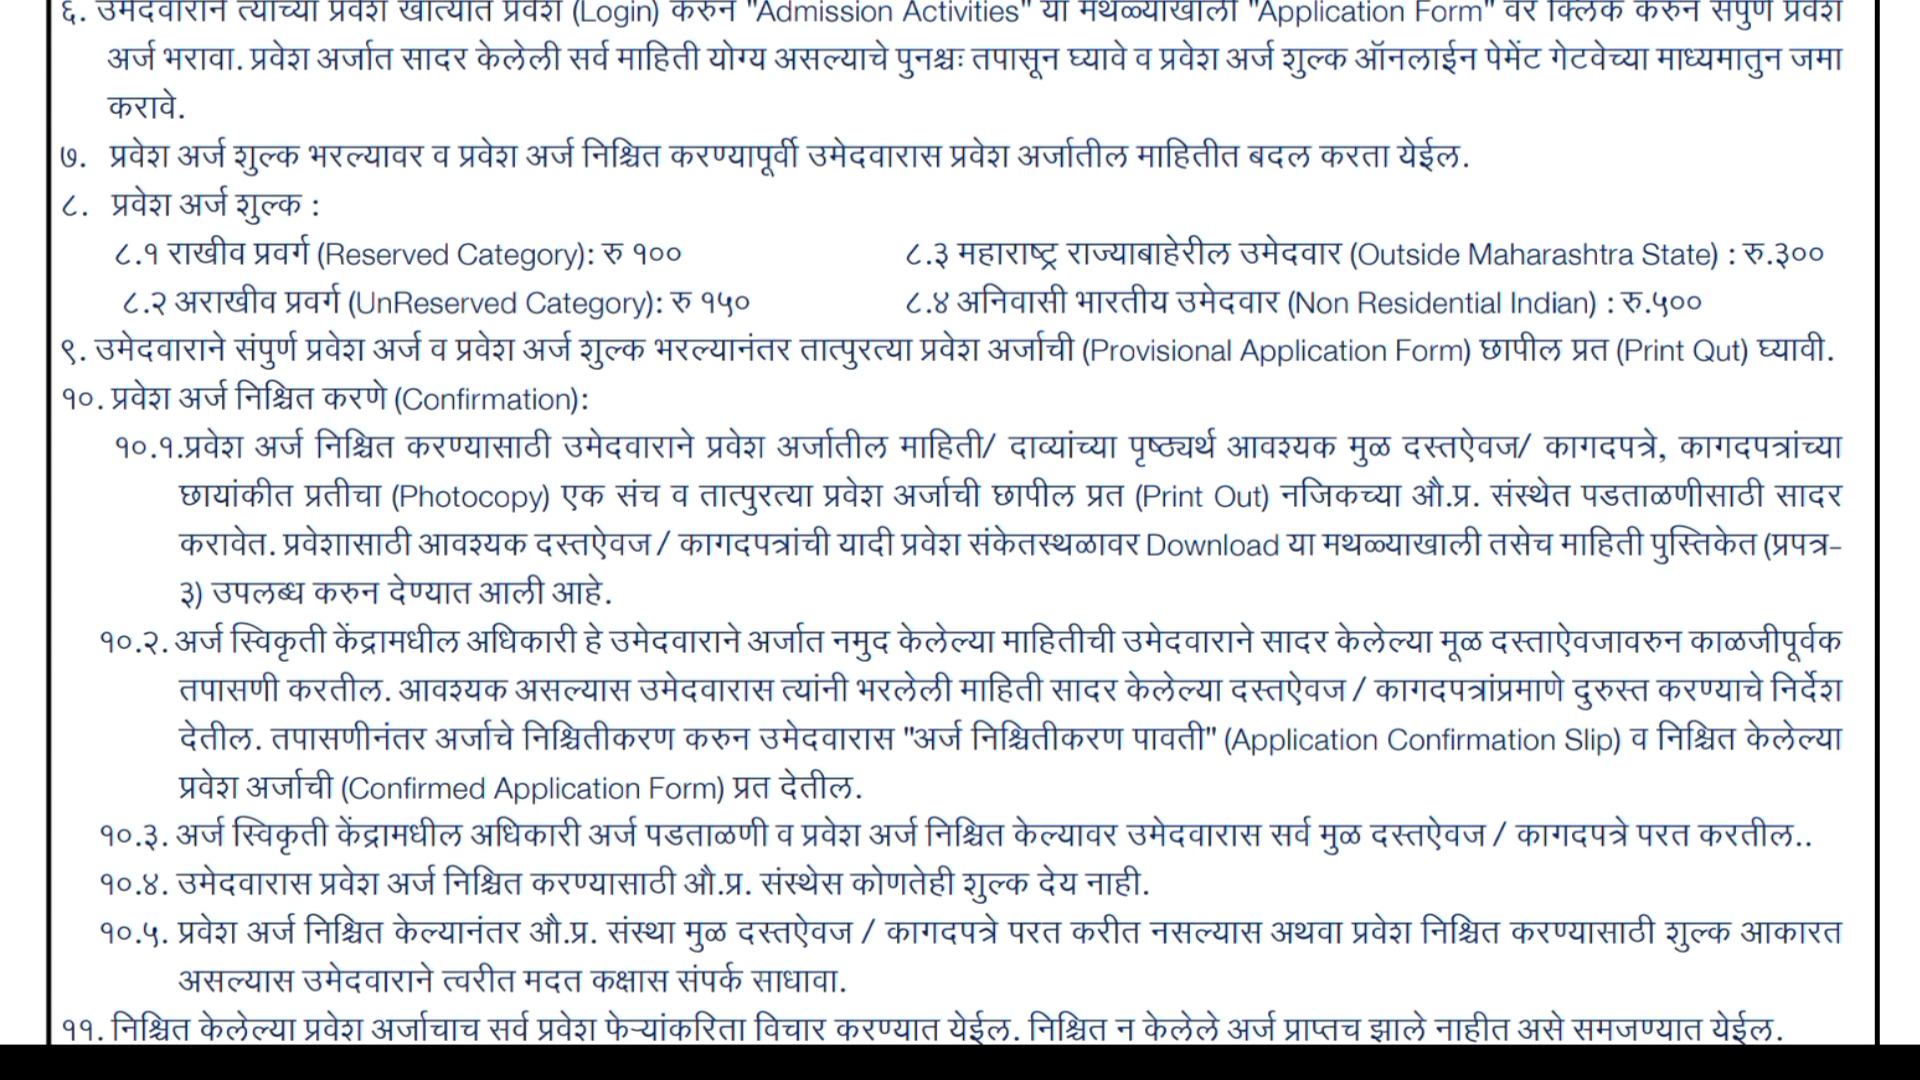 ६. उमेदवाराने त्याच्या प्रवेश खात्यात प्रवेश (Login) करुन "Admission Activities" या मथळ्याखाली "Application Form" वर क्लिक करुन संपुर्ण प्रवेश
अर्ज भरावा. प्रवेश अर्जात सादर केलेली सर्व माहिती योग्य असल्याचे पुनश्चः तपासून घ्यावे व प्रवेश अर्ज शुल्क ऑनलाईन पेमेंट गेटवेच्या माध्यमातुन जमा
करावे.
७. प्रवेश अर्ज शुल्क भरल्यावर व प्रवेश अर्ज निश्चित करण्यापूर्वी उमेदवारास प्रवेश अर्जातील माहितीत बदल करता येईल.
८. प्रवेश अर्ज शुल्क :
८.१ राखीव प्रवर्ग (Reserved Category): रु १०० ८.३ महाराष्ट्र राज्याबाहेरील उमेदवार (Outside Maharashtra State) : रु.३००
८.२ अराखीव प्रवर्ग (UnReserved Category): रु १५० ८.४ अनिवासी भारतीय उमेदवार (Non Residential Indian) : रु.५००
९. उमेदवाराने संपुर्ण प्रवेश अर्ज व प्रवेश अर्ज शुल्क भरल्यानंतर तात्पुरत्या प्रवेश अर्जाची (Provisional Application Form) छापील प्रत (Print Qut) घ्यावी.
१०. प्रवेश अर्ज निश्चित करणे (Confirmation):
१०.१.प्रवेश अर्ज निश्चित करण्यासाठी उमेदवाराने प्रवेश अर्जातील माहिती/ दाव्यांच्या पृष्ठ्यर्थ आवश्यक मुळ दस्तऐवज/ कागदपत्रे, कागदपत्रांच्या
छायांकीत प्रतीचा (Photocopy) एक संच व तात्पुरत्या प्रवेश अर्जाची छापील प्रत (Print Out) नजिकच्या औ.प्र. संस्थेत पडताळणीसाठी सादर
करावेत. प्रवेशासाठी आवश्यक दस्तऐवज / कागदपत्रांची यादी प्रवेश संकेतस्थळावर Download या मथळ्याखाली तसेच माहिती पुस्तिकेत (प्रपत्र-
३) उपलब्ध करुन देण्यात आली आहे.
१०.२. अर्ज स्विकृती केंद्रामधील अधिकारी हे उमेदवाराने अर्जात नमुद केलेल्या माहितीची उमेदवाराने सादर केलेल्या मूळ दस्ताऐवजावरुन काळजीपूर्वक
तपासणी करतील. आवश्यक असल्यास उमेदवारास त्यांनी भरलेली माहिती सादर केलेल्या दस्तऐवज / कागदपत्रांप्रमाणे दुरुस्त करण्याचे निर्देश
देतील. तपासणीनंतर अर्जाचे निश्चितीकरण करुन उमेदवारास "अर्ज निश्चितीकरण पावती" (Application Confirmation Slip) व निश्चित केलेल्या
प्रवेश अर्जाची (Confirmed Application Form) प्रत देतील.
१०.३. अर्ज स्विकृती केंद्रामधील अधिकारी अर्ज पडताळणी व प्रवेश अर्ज निश्चित केल्यावर उमेदवारास सर्व मुळ दस्तऐवज / कागदपत्रे परत करतील..
१०.४. उमेदवारास प्रवेश अर्ज निश्चित करण्यासाठी औ.प्र. संस्थेस कोणतेही शुल्क देय नाही.
१०.५. प्रवेश अर्ज निश्चित केल्यानंतर औ.प्र. संस्था मुळ दस्तऐवज / कागदपत्रे परत करीत नसल्यास अथवा प्रवेश निश्चित करण्यासाठी शुल्क आकारत
असल्यास उमेदवाराने त्वरीत मदत कक्षास संपर्क साधावा.
११. निश्चित केलेल्या प्रवेश अर्जाचाच सर्व प्रवेश फेऱ्यांकरिता विचार करण्यात येईल. निश्चित न केलेले अर्ज प्राप्तच झाले नाहीत असे समजण्यात येईल.